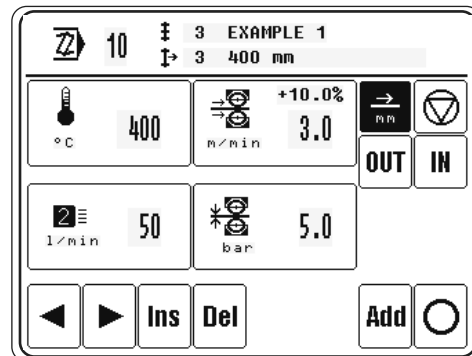 10 3 EXAMPLE 1
3 400 mm
°C 400
m/min +10.0% 3.0
mm
OUT IN
2 l/min 50
bar 5.0
Ins Del Add